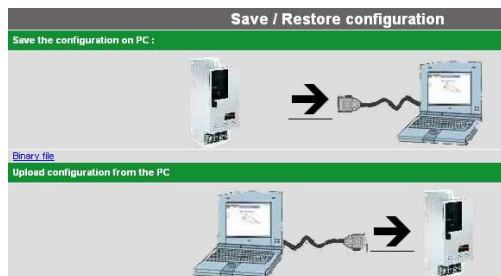 Save / Restore configuration
Save the configuration on PC :
Binary file
Upload configuration from the PC